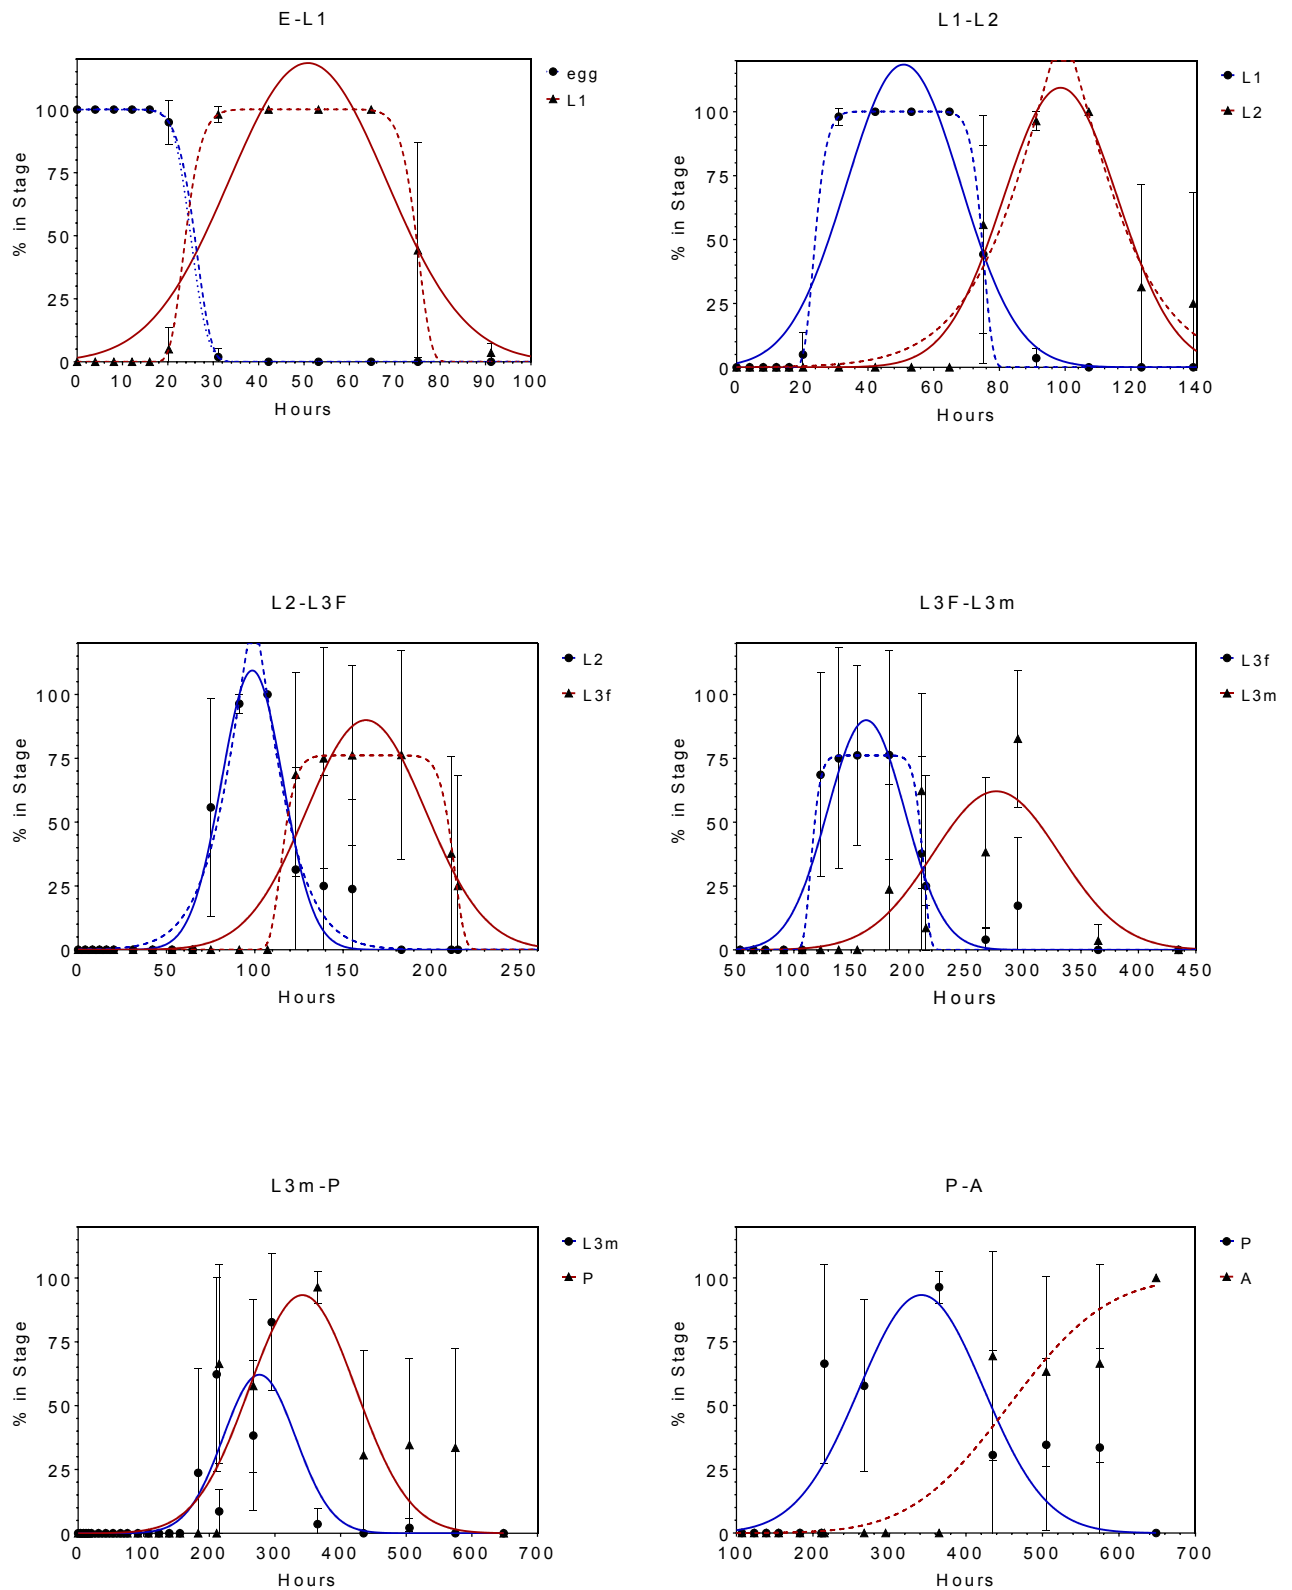 E-L1
% in Stage
100
75
50
25
0
0 10 20 30 40 50 60 70 80 90 100
Hours
egg
L1
L1-L2
% in Stage
100
75
50
25
0
0 20 40 60 80 100 120 140
Hours
L1
L2
L2-L3F
% in Stage
100
75
50
25
0
0 50 100 150 200 250
Hours
L2
L3f
L3F-L3m
% in Stage
100
75
50
25
0
50 100 150 200 250 300 350 400 450
Hours
L3f
L3m
L3m-P
% in Stage
100
75
50
25
0
0 100 200 300 400 500 600 700
Hours
L3m
P
P-A
% in Stage
100
75
50
25
0
100 200 300 400 500 600 700
Hours
P
A